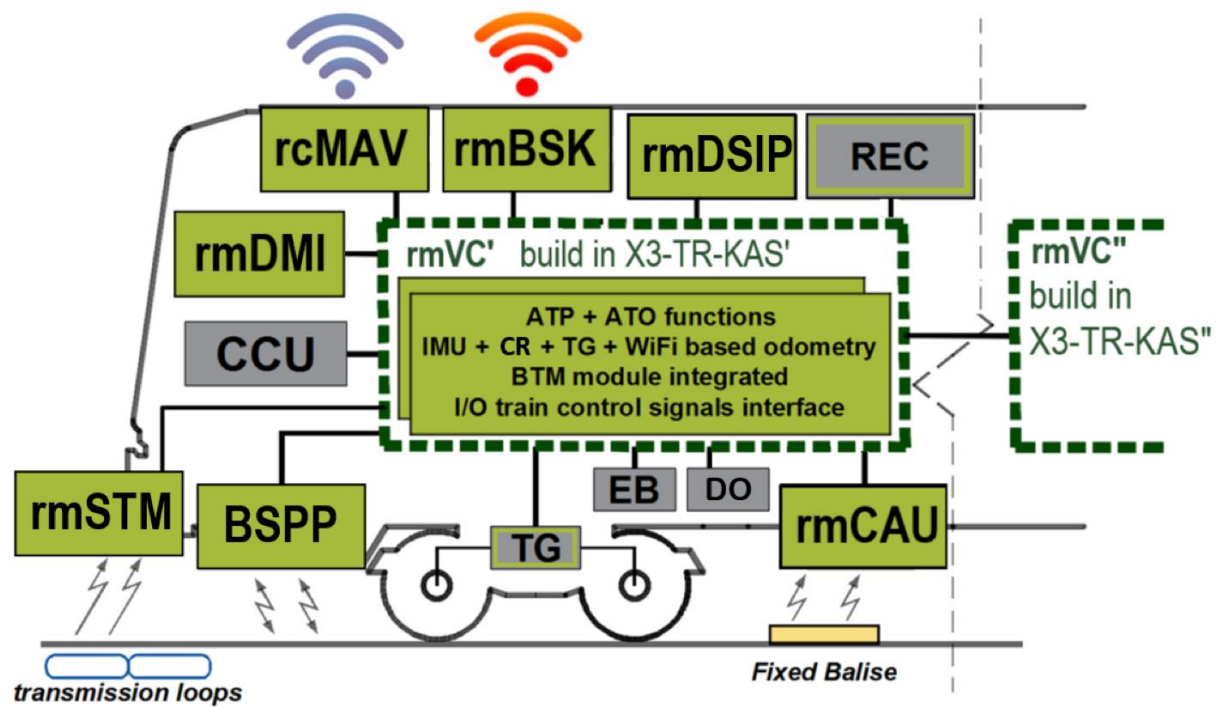 rcMAV
rmBSK
rmDSIP
REC
rmDMI
rmVC' build in X3-TR-KAS'
rmVC"
build in
X3-TR-KAS"
CCU
ATP + ATO functions
IMU + CR + TG + WiFi based odometry
BTM module integrated
I/O train control signals interface
rmSTM
BSPP
TG
EB
DO
rmCAU
transmission loops
Fixed Balise